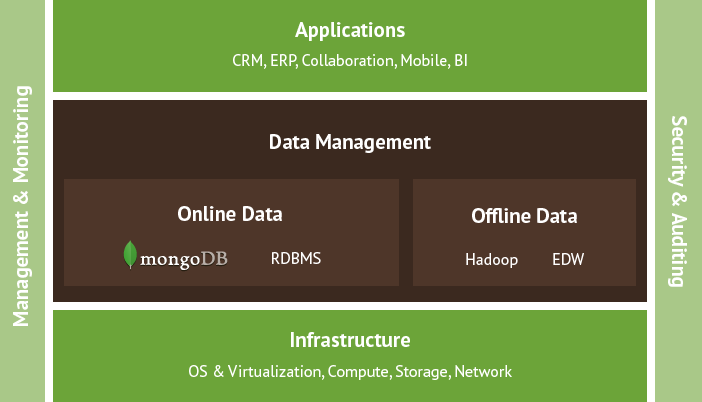 Management & Monitoring
Applications
CRM, ERP, Collaboration, Mobile, BI
Data Management
Online Data
mongoDB
RDBMS
Offline Data
Hadoop
EDW
Infrastructure
OS & Virtualization, Compute, Storage, Network
Security & Auditing